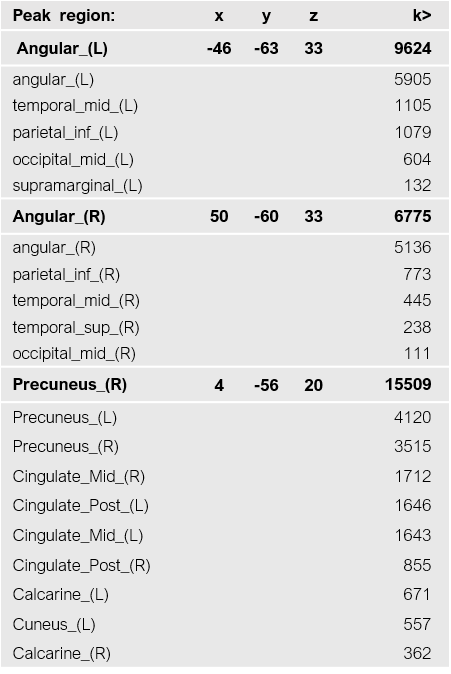 Peak region: x y z k>
Angular_(L) -46 -63 33 9624
angular_(L) 5905
temporal_mid_(L) 1105
parietal_inf_(L) 1079
occipital_mid_(L) 604
supramarginal_(L) 132
Angular_(R) 50 -60 33 6775
angular_(R) 5136
parietal_inf_(R) 773
temporal_mid_(R) 445
temporal_sup_(R) 238
occipital_mid_(R) 111
Precuneus_(R) 4 -56 20 15509
Precuneus_(L) 4120
Precuneus_(R) 3515
Cingulate_Mid_(R) 1712
Cingulate_Post_(L) 1646
Cingulate_Mid_(L) 1643
Cingulate_Post_(R) 855
Calcarine_(L) 671
Cuneus_(L) 557
Calcarine_(R) 362